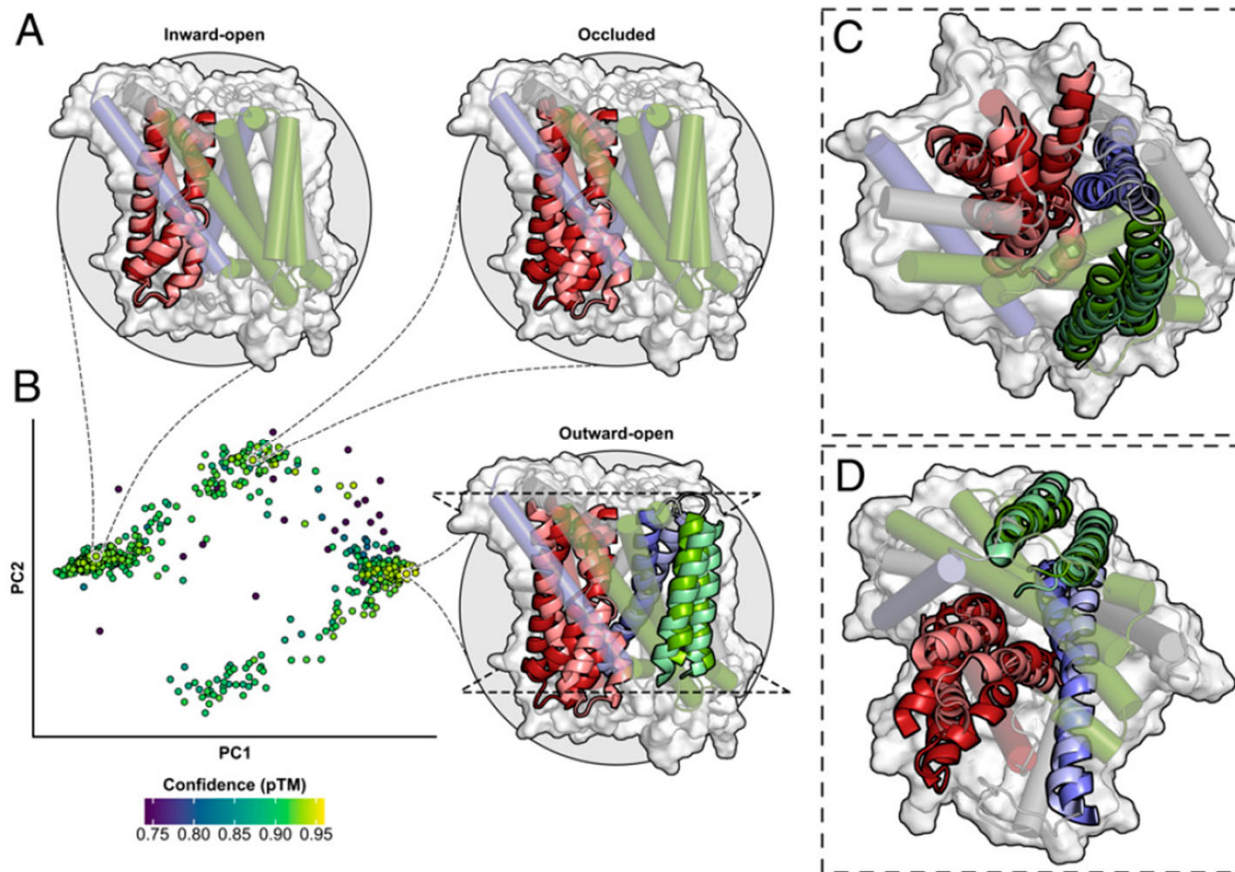 A
Inward-open
Occluded
C
B
Outward-open
PC2
PC1
Confidence (pTM)
0.75 0.80 0.85 0.90 0.95
D